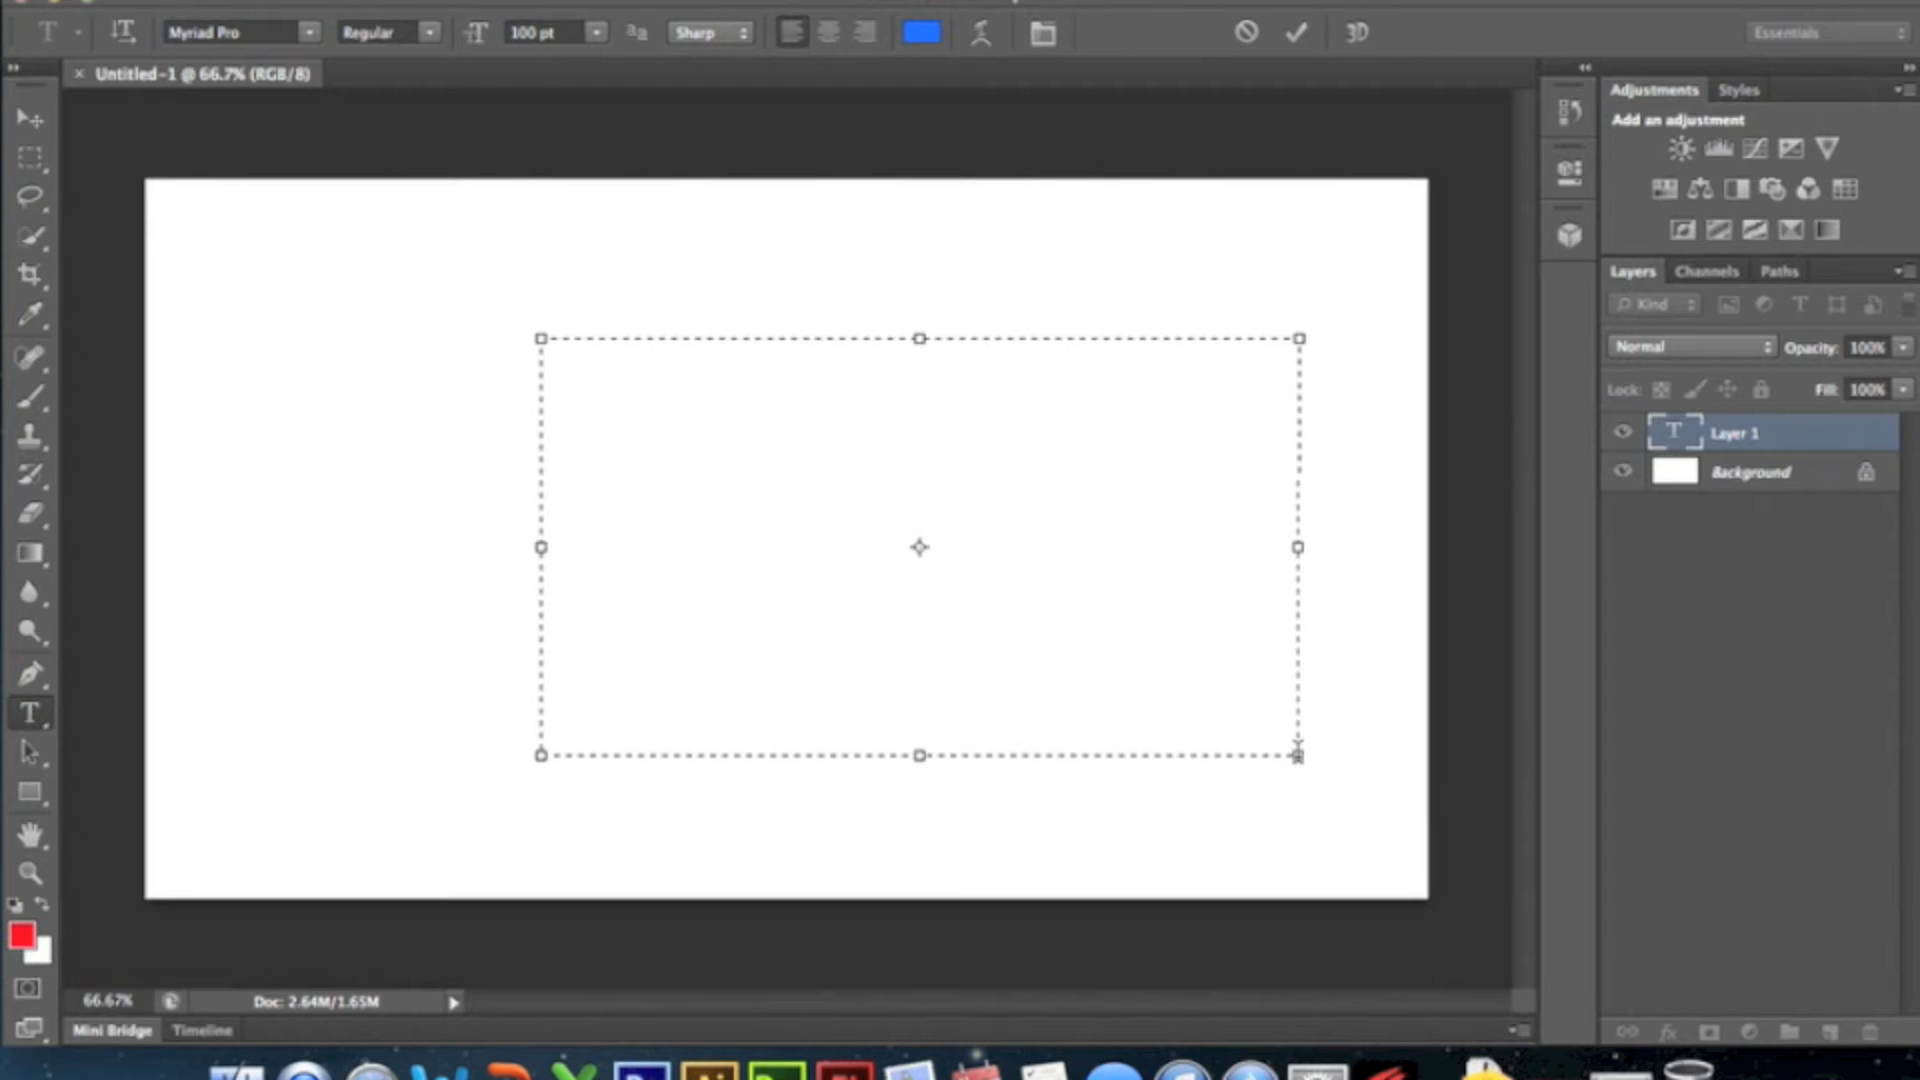 T Myriad Pro Regular T 100 pt aa Sharp 3D Essentials
× Untitled-1 @ 66.7% (RGB/8)
Adjustments Styles
Add an adjustment
Layers Channels Paths
Kind T
Normal Opacity: 100%
Lock: Fill: 100%
T Layer 1
Background
T
66.67% Doc: 2.64M/1.65M
Mini Bridge Timeline
fx